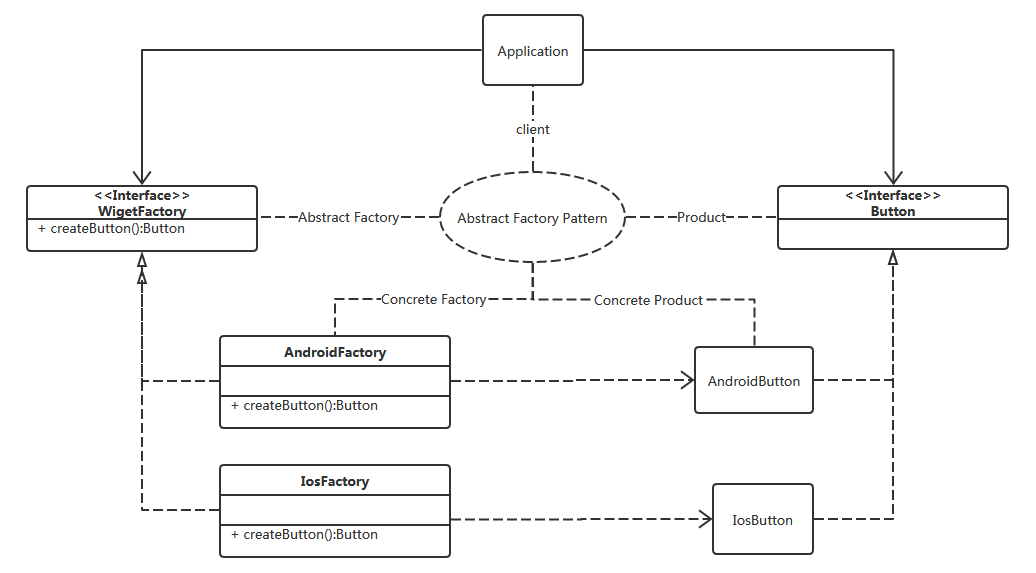 Application
client
<<Interface>>
WigetFactory
+ createButton():Button
Abstract Factory
Abstract Factory Pattern
Product
<<Interface>>
Button
Concrete Factory
Concrete Product
AndroidFactory
+ createButton():Button
AndroidButton
IosFactory
+ createButton():Button
IosButton